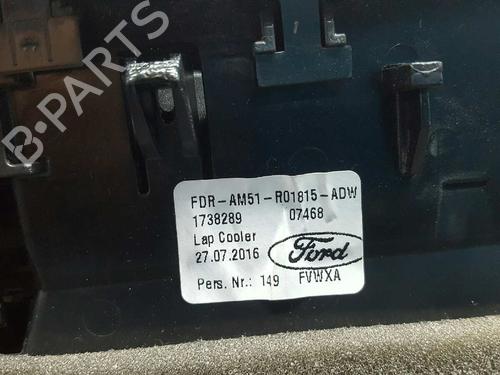 B-PARTS
FDR-AM51-R01815-ADW
1738289 07468
Lap Cooler
27.07.2016 Ford
Pers. Nr.: 149 FVWXA